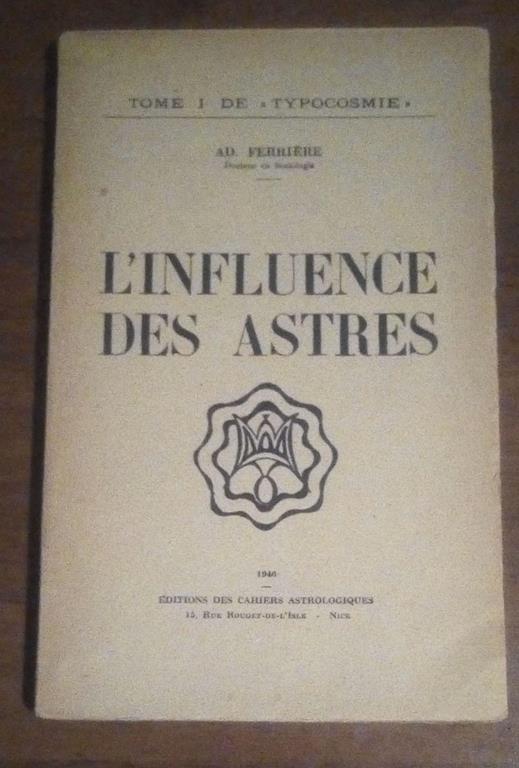 TOME I DE « TYPOCOSMIE »
AD. FERRIÈRE
Docteur en Sociologie
L'INFLUENCE
DES ASTRES
1946
ÉDITIONS DES CAHIERS ASTROLOGIQUES
15, RUE ROUGET-DE-L'ISLE - NICE